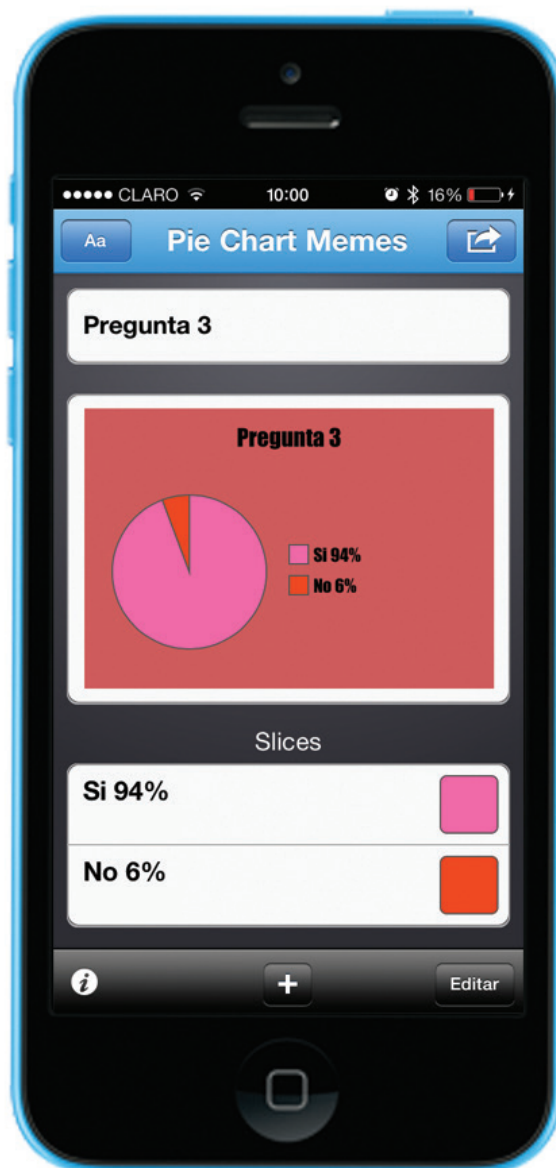 CLARO 10:00 16%
Aa Pie Chart Memes
Pregunta 3
Pregunta 3
Si 94%
No 6%
Slices
Si 94%
No 6%
i + Editar